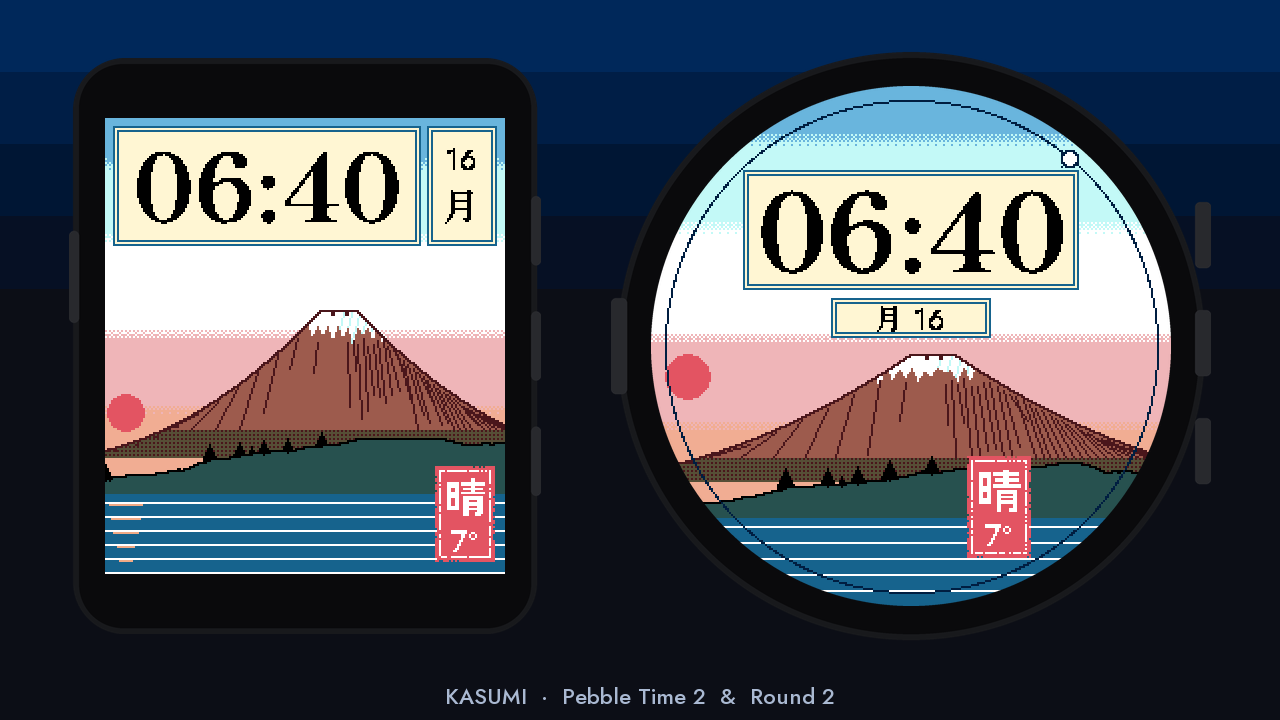 06:40
16
月
晴
7°
06:40
月 16
晴
7°
KASUMI · Pebble Time 2 & Round 2